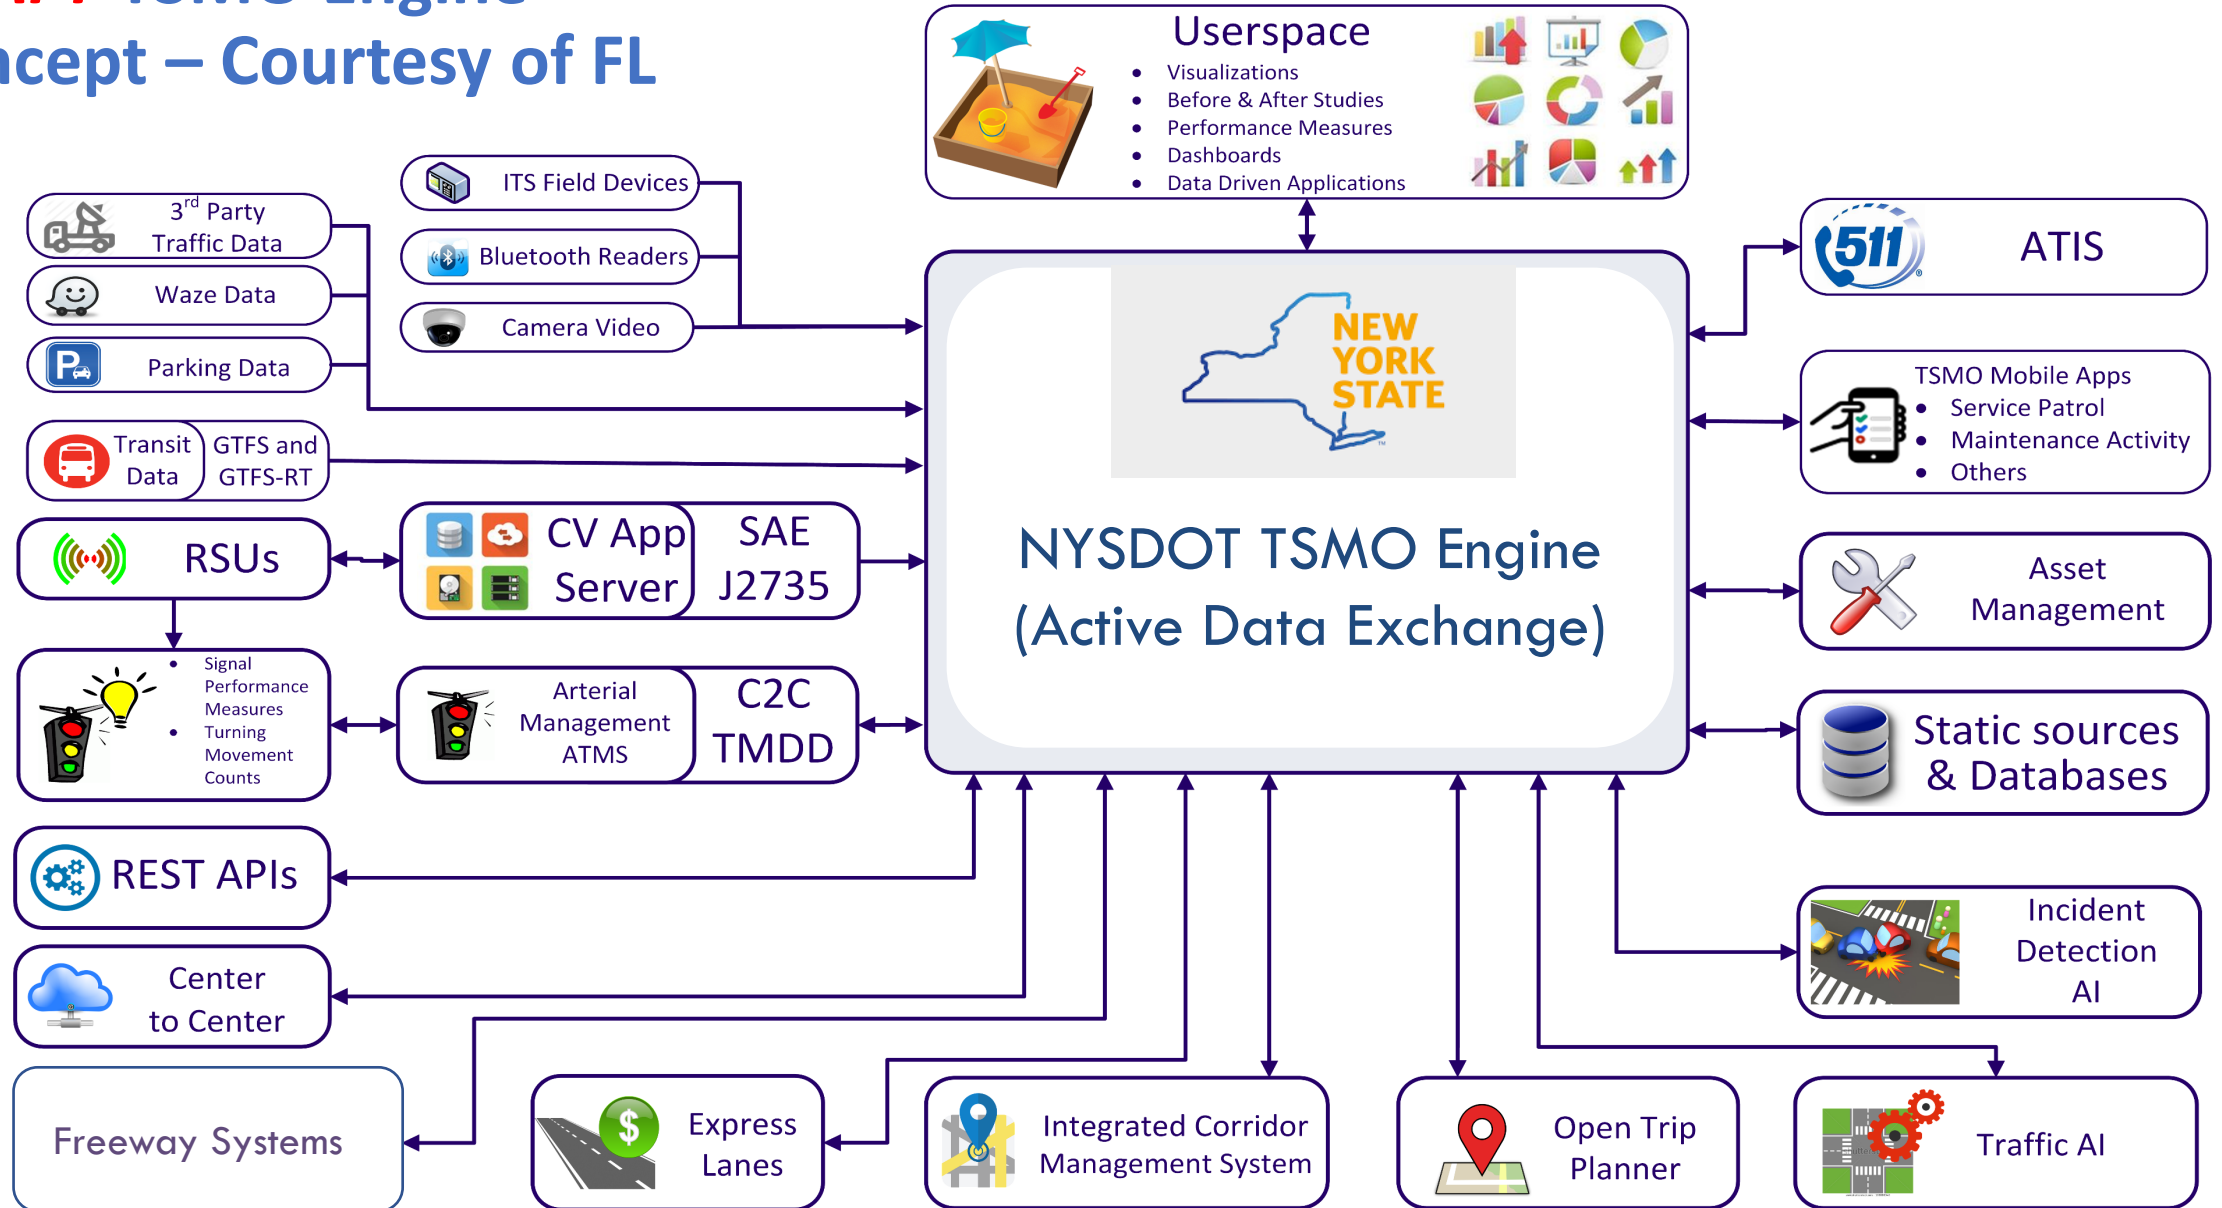 TSMO Engine
ncept – Courtesy of FL
Userspace
• Visualizations
• Before & After Studies
• Performance Measures
• Dashboards
• Data Driven Applications
3rd Party
Traffic Data
Waze Data
Parking Data
ITS Field Devices
Bluetooth Readers
Camera Video
Transit
Data
GTFS and
GTFS-RT
RSUs
CV App
Server
SAE
J2735
• Signal
Performance
Measures
• Turning
Movement
Counts
Arterial
Management
ATMS
C2C
TMDD
NEW
YORK
STATE
TM
NYSDOT TSMO Engine
(Active Data Exchange)
511
®
ATIS
TSMO Mobile Apps
• Service Patrol
• Maintenance Activity
• Others
Asset
Management
Static sources
& Databases
REST APIs
Center
to Center
Freeway Systems
$
Express
Lanes
Integrated Corridor
Management System
Open Trip
Planner
Incident
Detection
AI
Traffic AI
P